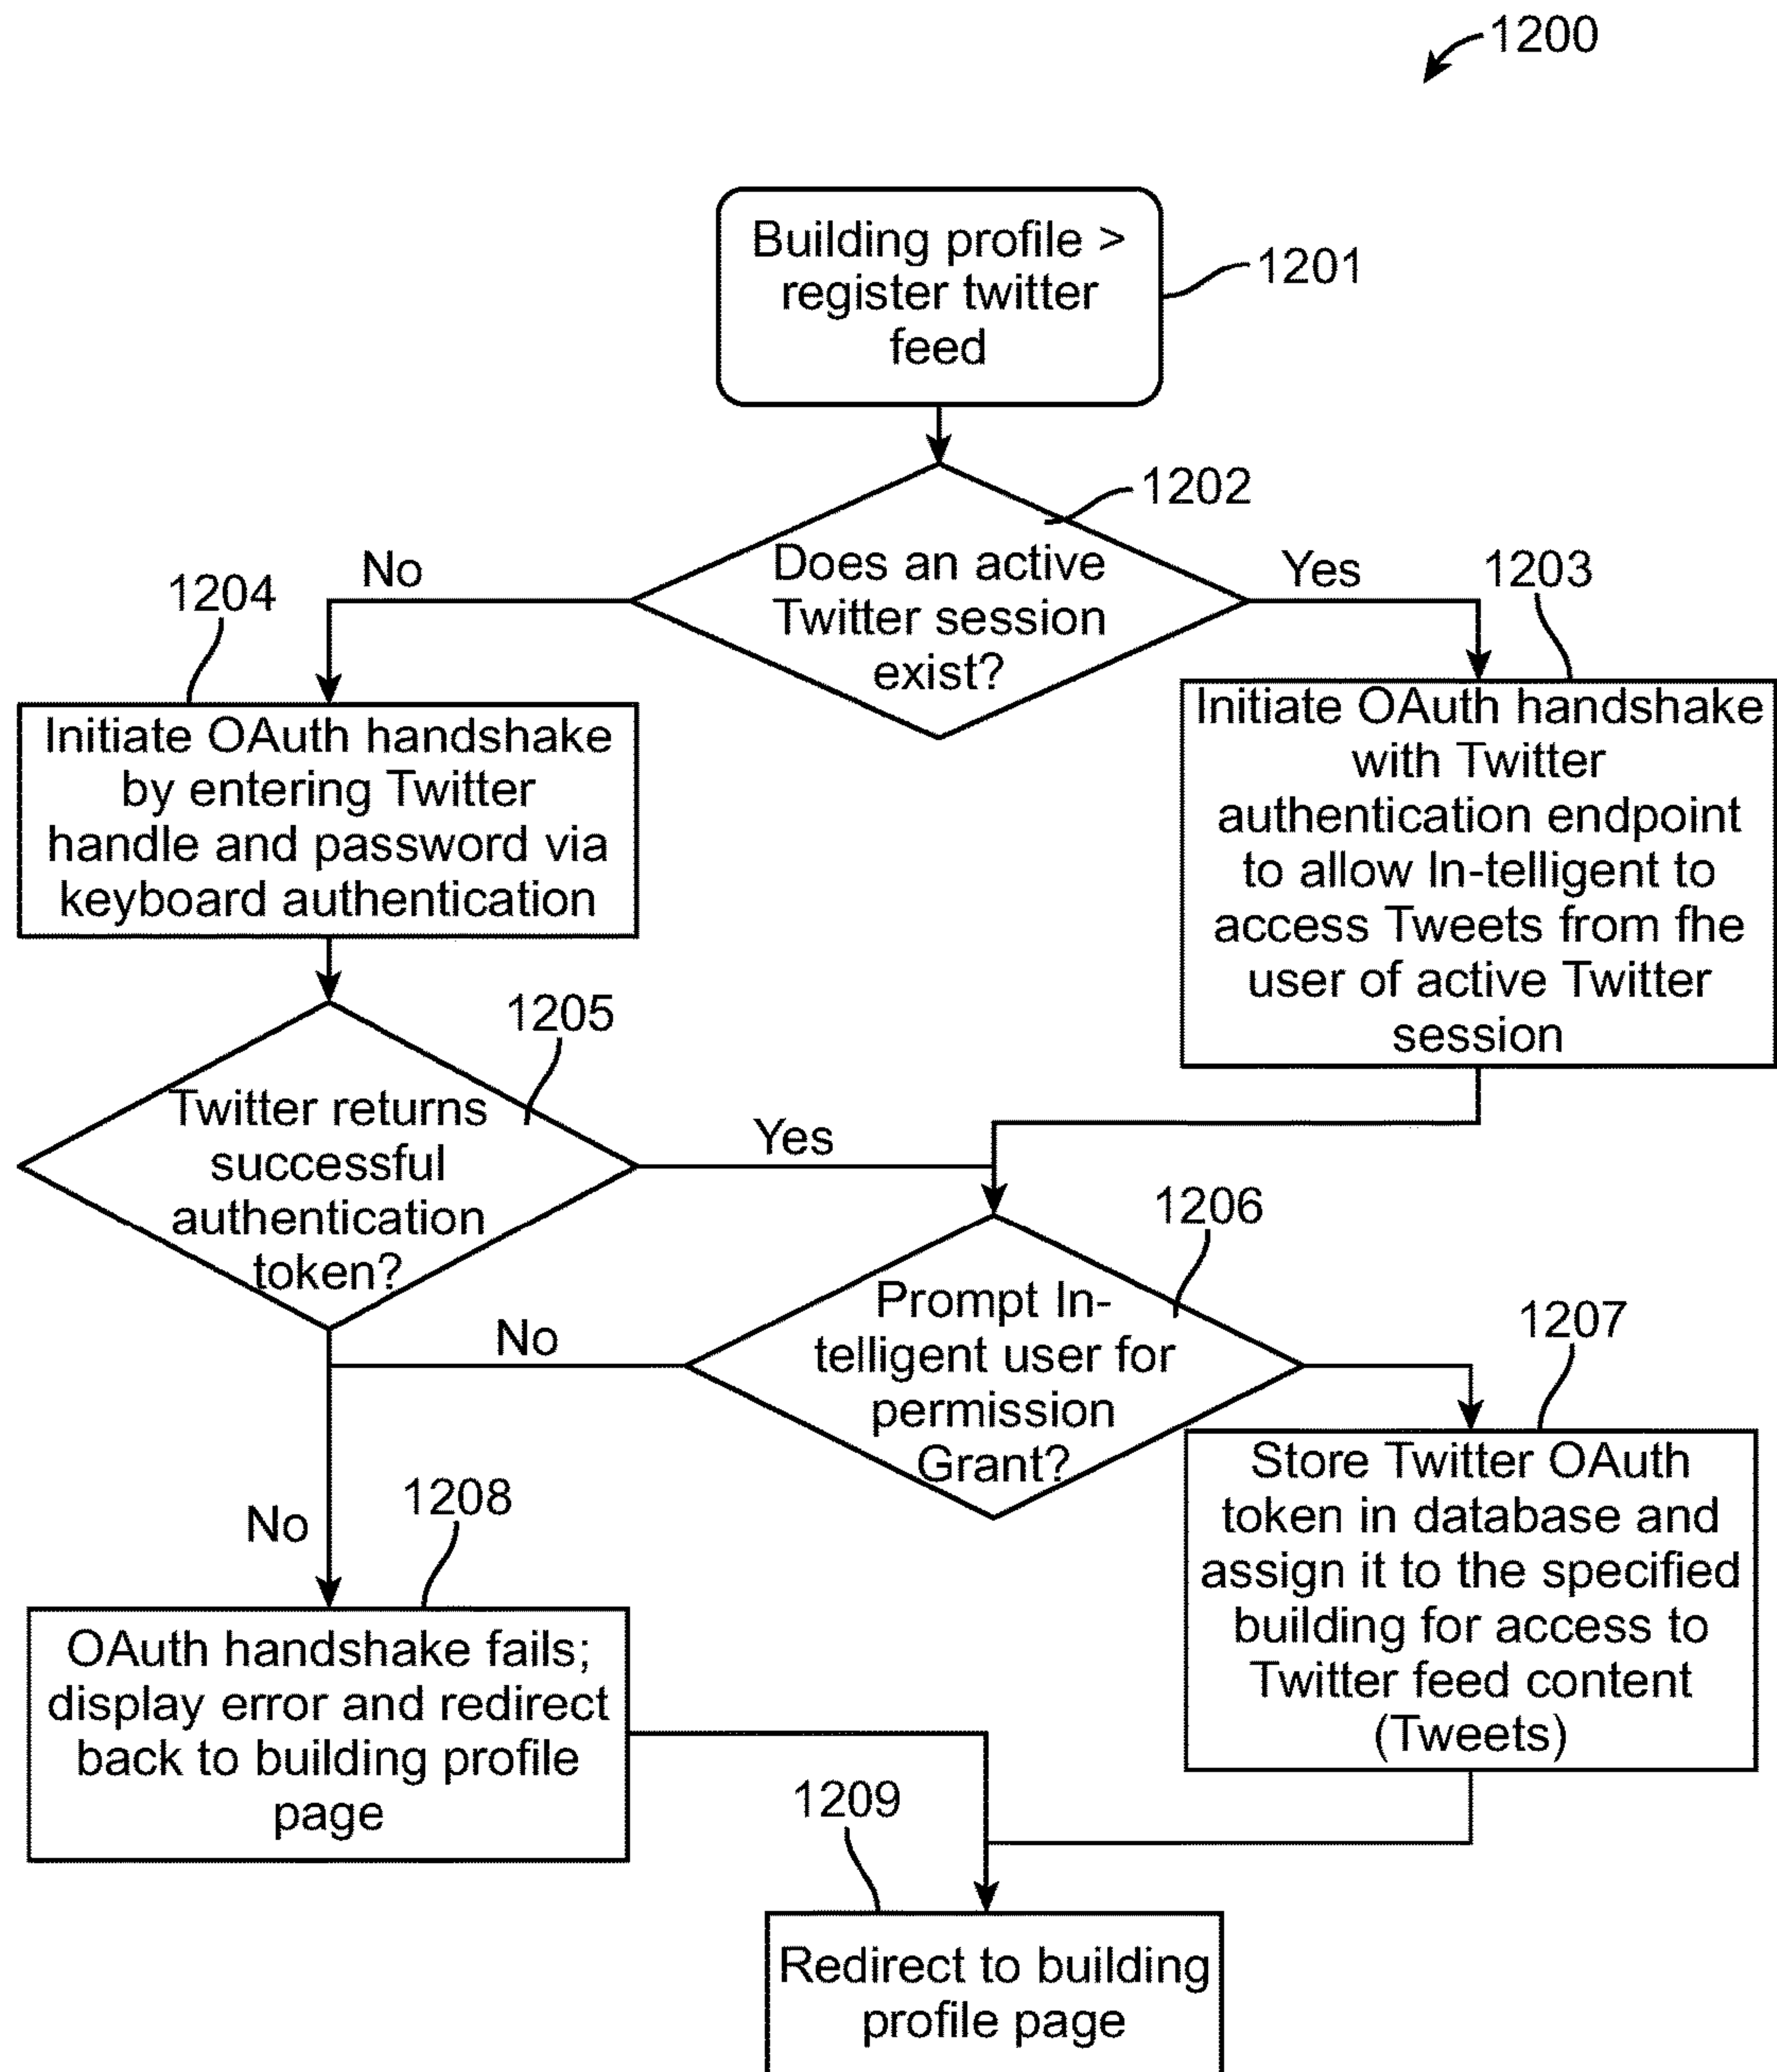 1200
Building profile >
register twitter
feed
1201
1202
Does an active
Twitter session
exist?
No
Yes
1204
1203
Initiate OAuth handshake
by entering Twitter
handle and password via
keyboard authentication
Initiate OAuth handshake
with Twitter
authentication endpoint
to allow In-telligent to
access Tweets from fhe
user of active Twitter
session
1205
Twitter returns
successful
authentication
token?
Yes
1206
Prompt In-
telligent user for
permission
Grant?
No
1207
Store Twitter OAuth
token in database and
assign it to the specified
building for access to
Twitter feed content
(Tweets)
No
1208
OAuth handshake fails;
display error and redirect
back to building profile
page
1209
Redirect to building
profile page